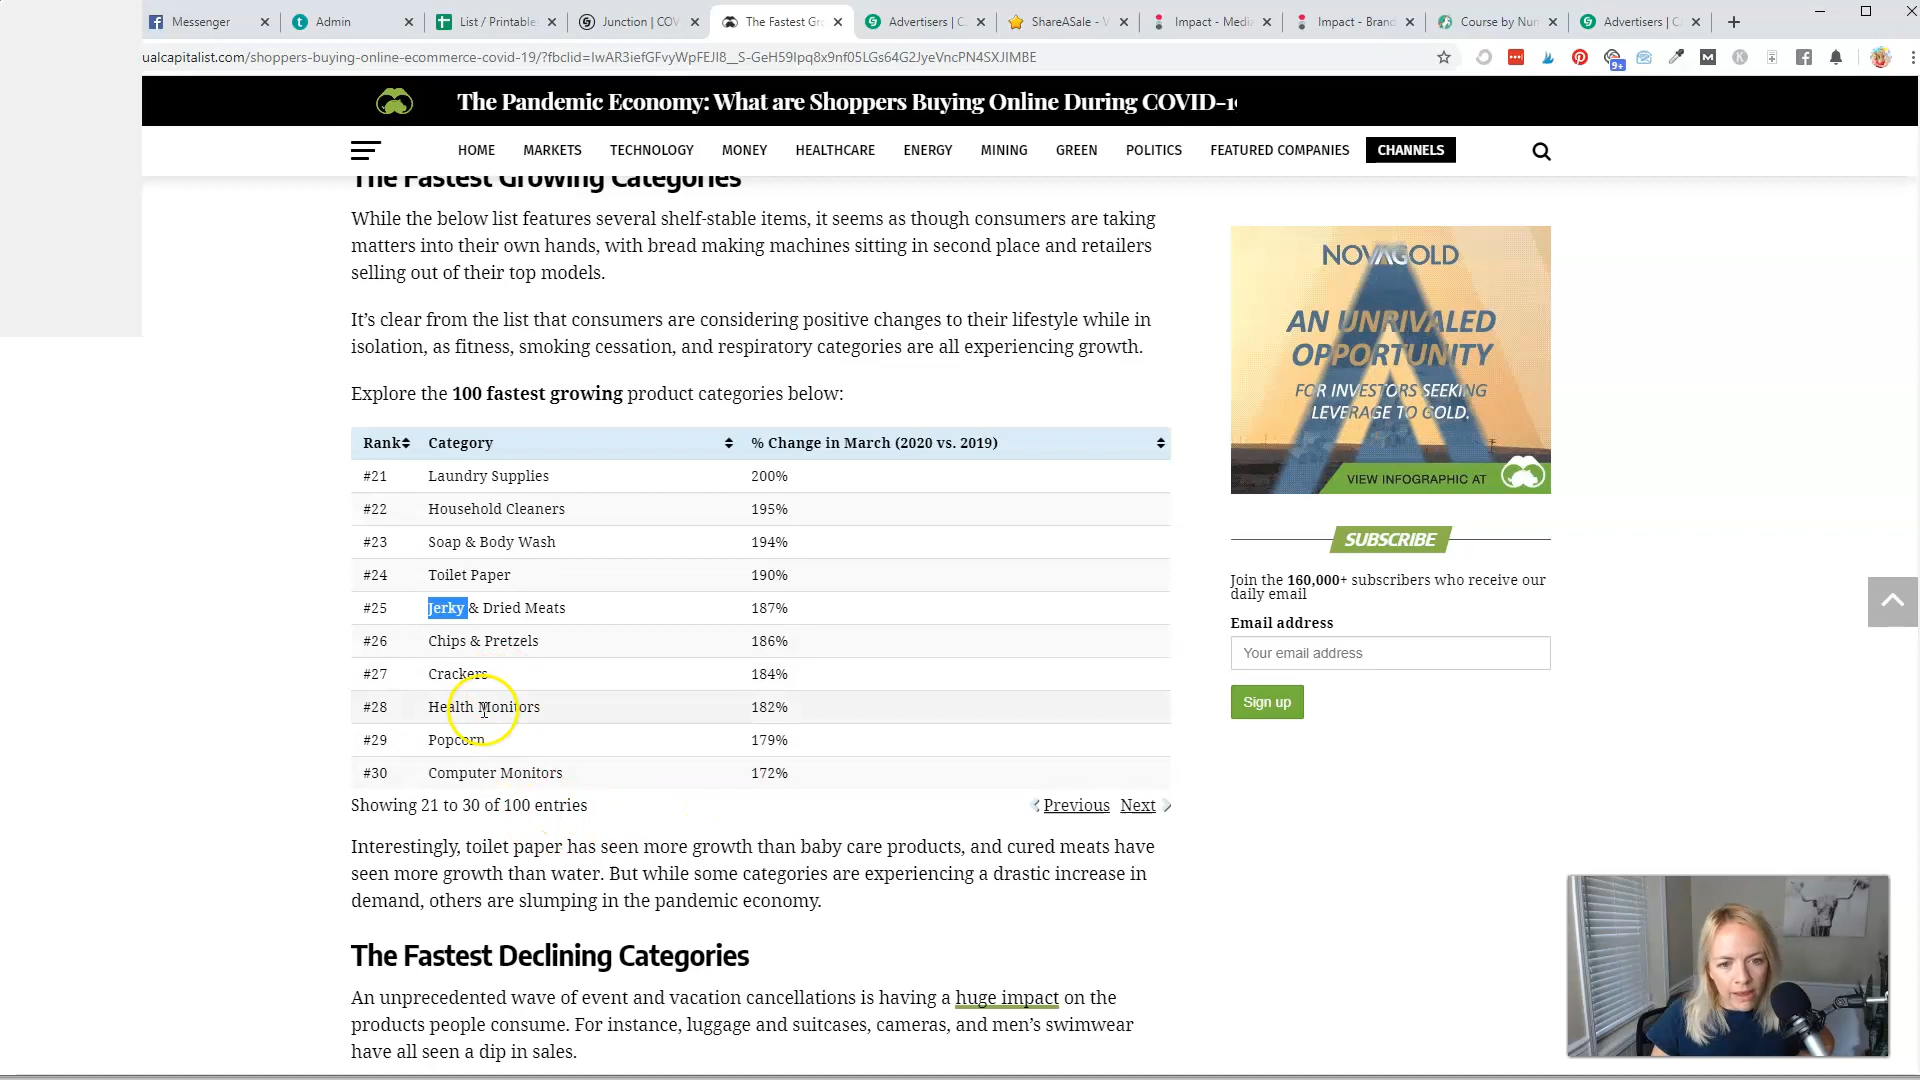 Messenger
Admin
List / Printable
Junction | COV
The Fastest Gr
Advertisers | C
ShareASale - V
Impact - Media
Impact - Brand
Course by Nun
Advertisers | C
ualcapitalist.com/shoppers-buying-online-ecommerce-covid-19/?fbclid=IwAR3iefGFvyWpFEJI8__S-GeH59Ipq8x9nf05LGs64G2JyeVncPN4SXJIMBE
9+
The Pandemic Economy: What are Shoppers Buying Online During COVID-19
HOME MARKETS TECHNOLOGY MONEY HEALTHCARE ENERGY MINING GREEN POLITICS FEATURED COMPANIES CHANNELS
The Fastest Growing Categories
While the below list features several shelf-stable items, it seems as though consumers are taking
matters into their own hands, with bread making machines sitting in second place and retailers
selling out of their top models.
It's clear from the list that consumers are considering positive changes to their lifestyle while in
isolation, as fitness, smoking cessation, and respiratory categories are all experiencing growth.
Explore the 100 fastest growing product categories below:
Rank Category % Change in March (2020 vs. 2019)
#21 Laundry Supplies 200%
#22 Household Cleaners 195%
#23 Soap & Body Wash 194%
#24 Toilet Paper 190%
#25 Jerky & Dried Meats 187%
#26 Chips & Pretzels 186%
#27 Crackers 184%
#28 Health Monitors 182%
#29 Popcorn 179%
#30 Computer Monitors 172%
Showing 21 to 30 of 100 entries Previous Next
Interestingly, toilet paper has seen more growth than baby care products, and cured meats have
seen more growth than water. But while some categories are experiencing a drastic increase in
demand, others are slumping in the pandemic economy.
The Fastest Declining Categories
An unprecedented wave of event and vacation cancellations is having a huge impact on the
products people consume. For instance, luggage and suitcases, cameras, and men's swimwear
have all seen a dip in sales.
NOVAGOLD
AN UNRIVALED
OPPORTUNITY
FOR INVESTORS SEEKING
LEVERAGE TO GOLD.
VIEW INFOGRAPHIC AT
SUBSCRIBE
Join the 160,000+ subscribers who receive our
daily email
Email address
Your email address
Sign up